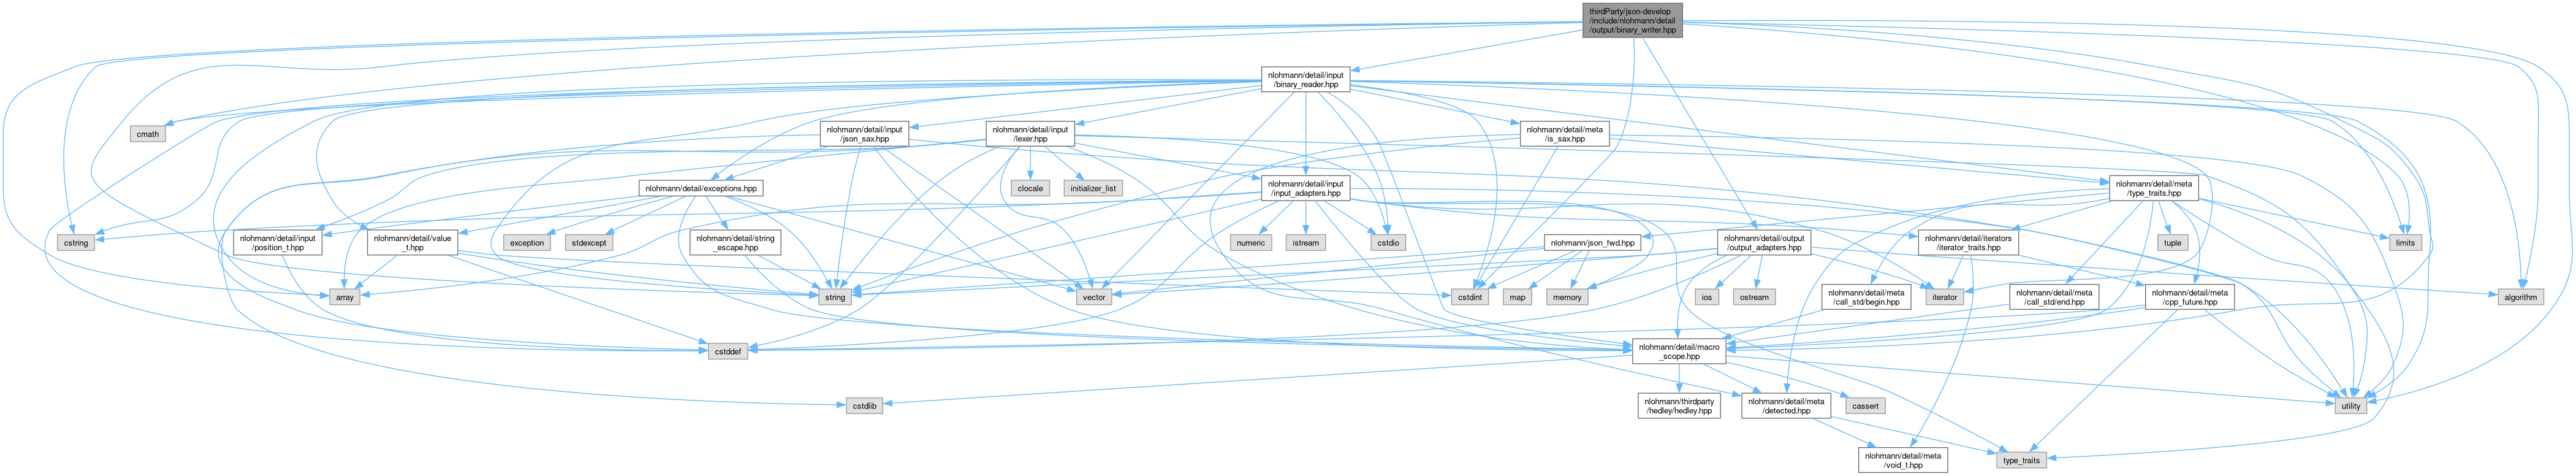 thirdParty/json-develop
/include/nlohmann/detail
/output/binary_writer.hpp
nlohmann/detail/input
/binary_reader.hpp
cmath
nlohmann/detail/input
/json_sax.hpp
nlohmann/detail/input
/lexer.hpp
nlohmann/detail/meta
/is_sax.hpp
nlohmann/detail/exceptions.hpp
clocale
initializer_list
nlohmann/detail/input
/input_adapters.hpp
nlohmann/detail/meta
/type_traits.hpp
cstring
nlohmann/detail/input
/position_t.hpp
nlohmann/detail/value
_t.hpp
exception
stdexcept
nlohmann/detail/string
_escape.hpp
numeric
istream
cstdio
nlohmann/json_fwd.hpp
nlohmann/detail/output
/output_adapters.hpp
nlohmann/detail/iterators
/iterator_traits.hpp
tuple
limits
array
string
vector
cstdint
map
memory
ios
ostream
nlohmann/detail/meta
/call_std/begin.hpp
iterator
nlohmann/detail/meta
/call_std/end.hpp
nlohmann/detail/meta
/cpp_future.hpp
algorithm
cstddef
nlohmann/detail/macro
_scope.hpp
cstdlib
nlohmann/thirdparty
/hedley/hedley.hpp
nlohmann/detail/meta
/detected.hpp
cassert
utility
nlohmann/detail/meta
/void_t.hpp
type_traits